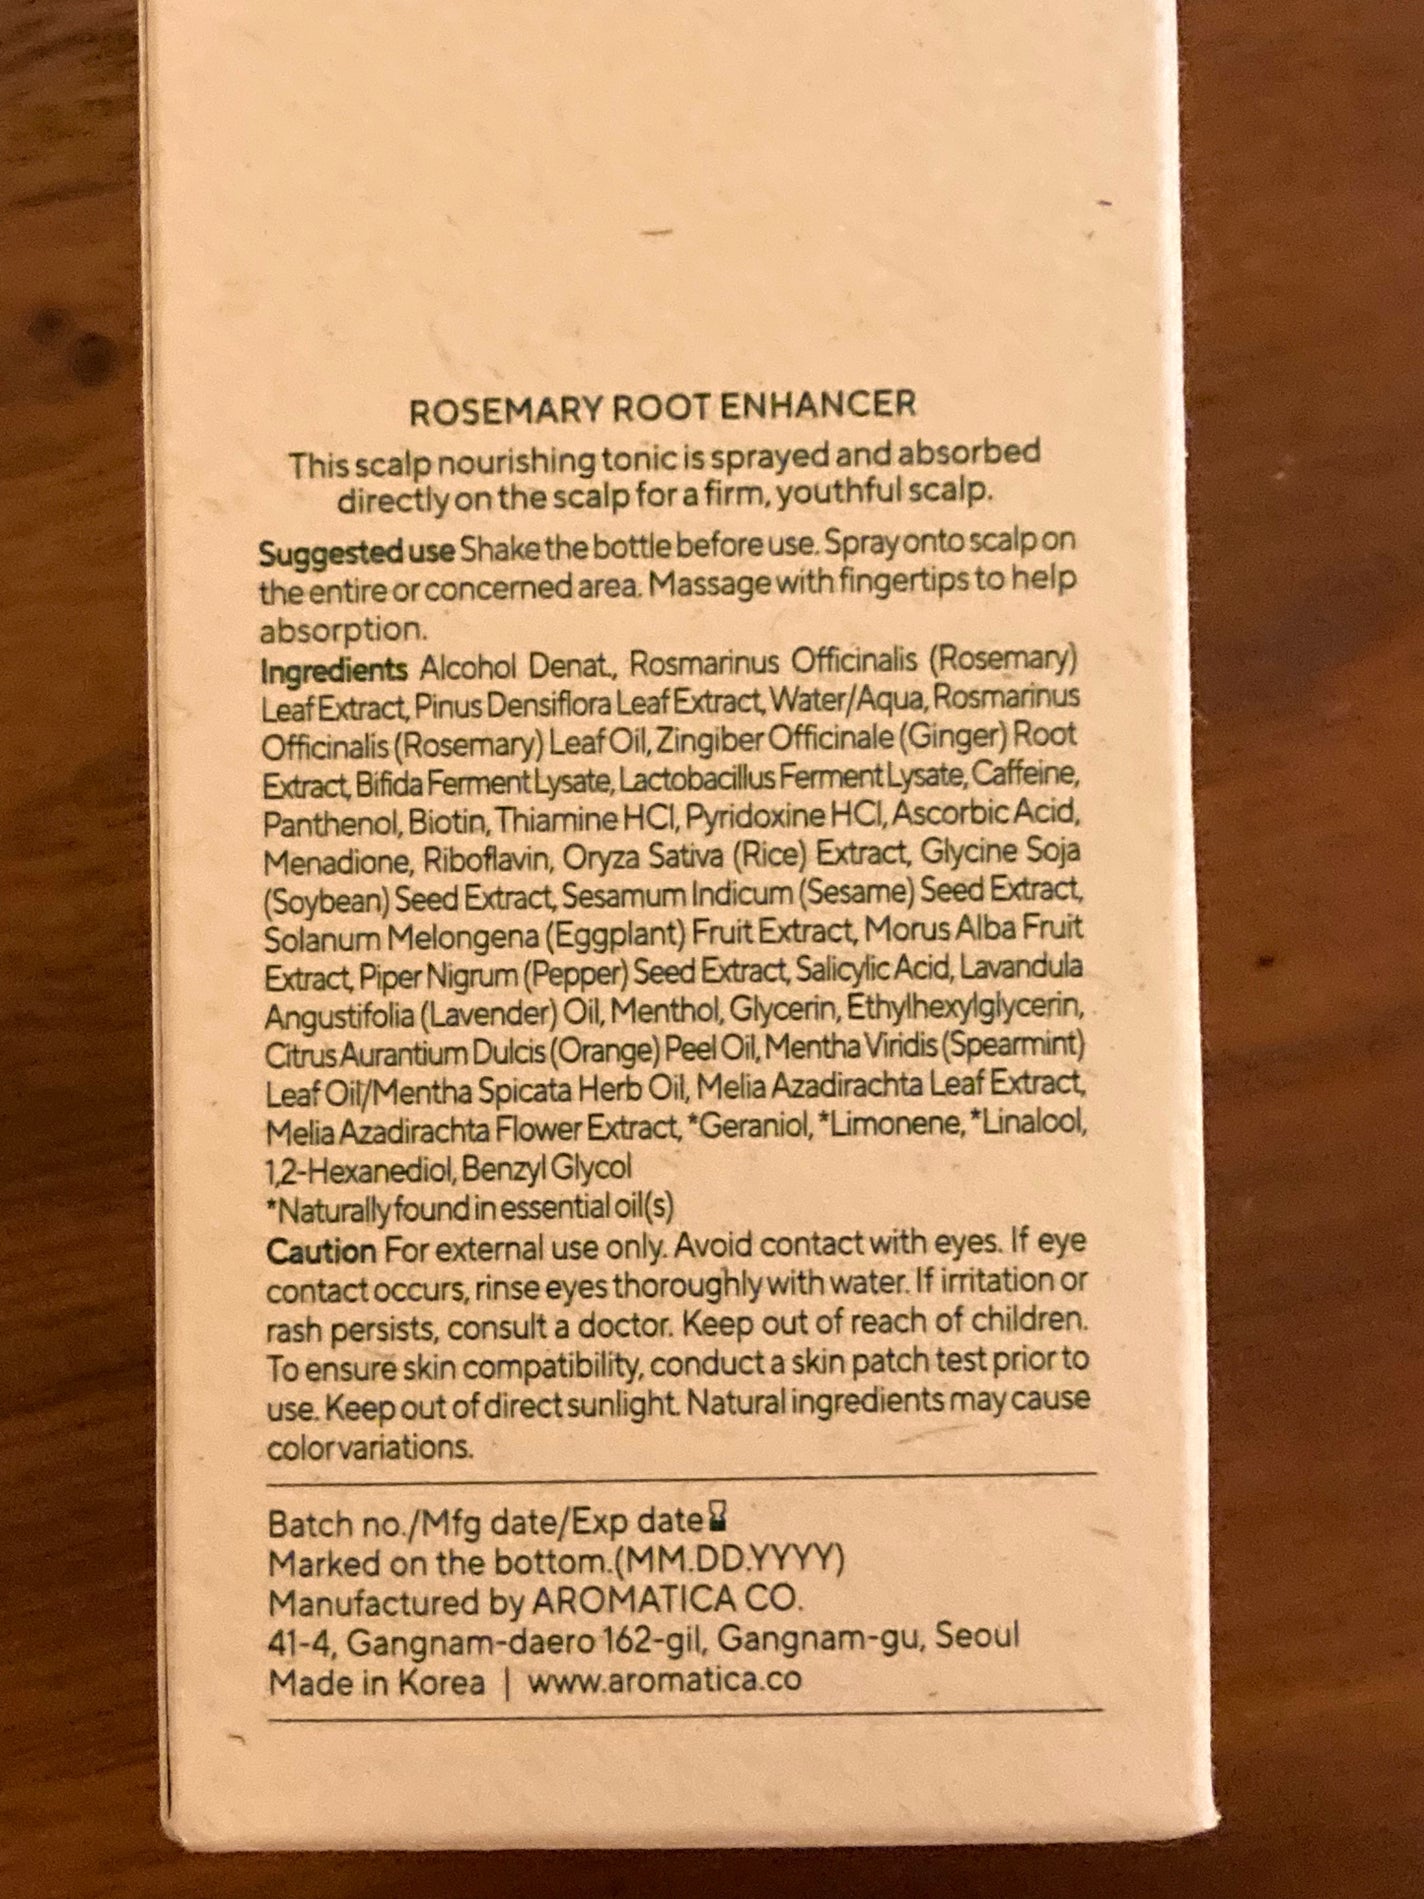 ROSEMARY ROOT ENHANCER
This scalp nourishing tonic is sprayed and absorbed
directly on the scalp for a firm, youthful scalp.
Suggested use Shake the bottle before use. Spray onto scalp on
the entire or concerned area. Massage with fingertips to help
absorption.
Ingredients Alcohol Denat., Rosmarinus Officinalis (Rosemary)
Leaf Extract, Pinus Densiflora Leaf Extract, Water/Aqua, Rosmarinus
Officinalis (Rosemary) Leaf Oil, Zingiber Officinale (Ginger) Root
Extract, Bifida Ferment Lysate, Lactobacillus Ferment Lysate, Caffeine,
Panthenol, Biotin, Thiamine HCl, Pyridoxine HCl, Ascorbic Acid,
Menadione, Riboflavin, Oryza Sativa (Rice) Extract, Glycine Soja
(Soybean) Seed Extract, Sesamum Indicum (Sesame) Seed Extract,
Solanum Melongena (Eggplant) Fruit Extract, Morus Alba Fruit
Extract, Piper Nigrum (Pepper) Seed Extract, Salicylic Acid, Lavandula
Angustifolia (Lavender) Oil, Menthol, Glycerin, Ethylhexylglycerin,
Citrus Aurantium Dulcis (Orange) Peel Oil, Mentha Viridis (Spearmint)
Leaf Oil/Mentha Spicata Herb Oil, Melia Azadirachta Leaf Extract,
Melia Azadirachta Flower Extract, *Geraniol, *Limonene, *Linalool,
1,2-Hexanediol, Benzyl Glycol
*Naturally found in essential oil(s)
Caution For external use only. Avoid contact with eyes. If eye
contact occurs, rinse eyes thoroughly with water. If irritation or
rash persists, consult a doctor. Keep out of reach of children.
To ensure skin compatibility, conduct a skin patch test prior to
use. Keep out of direct sunlight. Natural ingredients may cause
color variations.
Batch no./Mfg date/Exp date
Marked on the bottom.(MM.DD.YYYY)
Manufactured by AROMATICA CO.
41-4, Gangnam-daero 162-gil, Gangnam-gu, Seoul
Made in Korea | www.aromatica.co